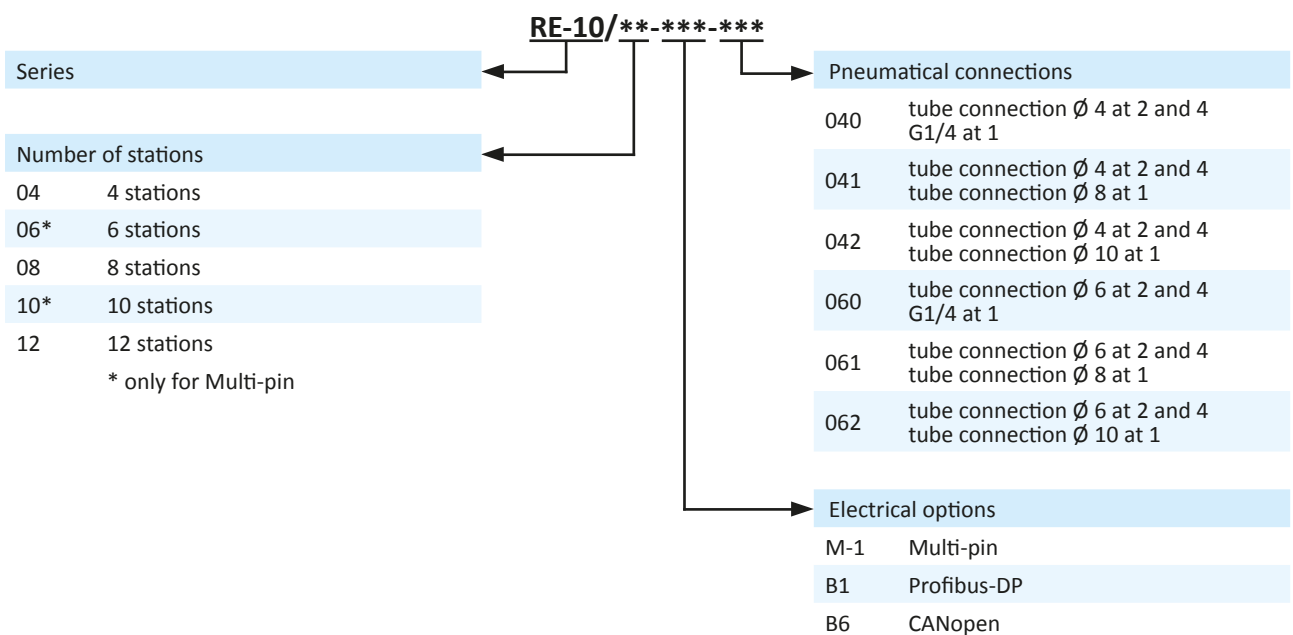 RE-10/**-***-***
Series
Number of stations
04 4 stations
06* 6 stations
08 8 stations
10* 10 stations
12 12 stations
* only for Multi-pin
Pneumatical connections
040 tube connection Ø 4 at 2 and 4
G1/4 at 1
041 tube connection Ø 4 at 2 and 4
tube connection Ø 8 at 1
042 tube connection Ø 4 at 2 and 4
tube connection Ø 10 at 1
060 tube connection Ø 6 at 2 and 4
G1/4 at 1
061 tube connection Ø 6 at 2 and 4
tube connection Ø 8 at 1
062 tube connection Ø 6 at 2 and 4
tube connection Ø 10 at 1
Electrical options
M-1 Multi-pin
B1 Profibus-DP
B6 CANopen